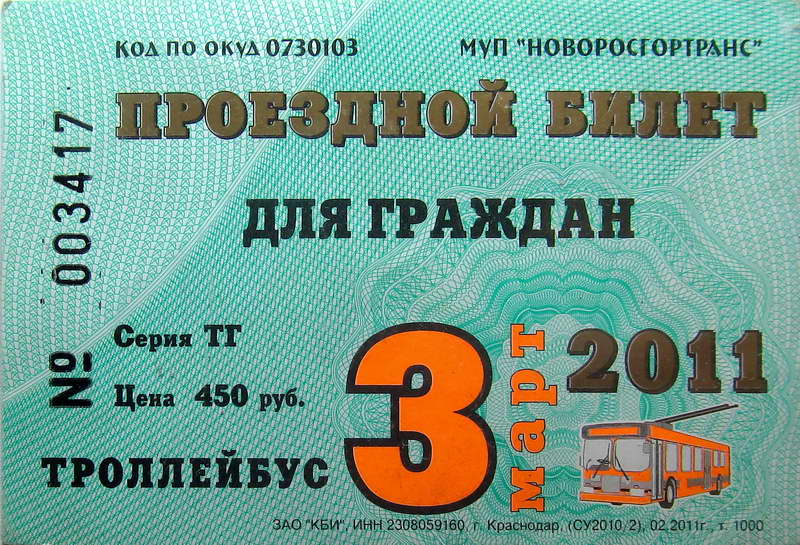 КОД ПО ОКУД 0730103
МУП "НОВОРОСГОРТРАНС"
ПРОЕЗДНОЙ БИЛЕТ
ДЛЯ ГРАЖДАН
№ 003417
Серия ТГ
Цена 450 руб.
ТРОЛЛЕЙБУС
3
март
2011
ЗАО "КБИ", ИНН 2308059160, г. Краснодар, (СУ2010, 2), 02.2011г., т. 1000